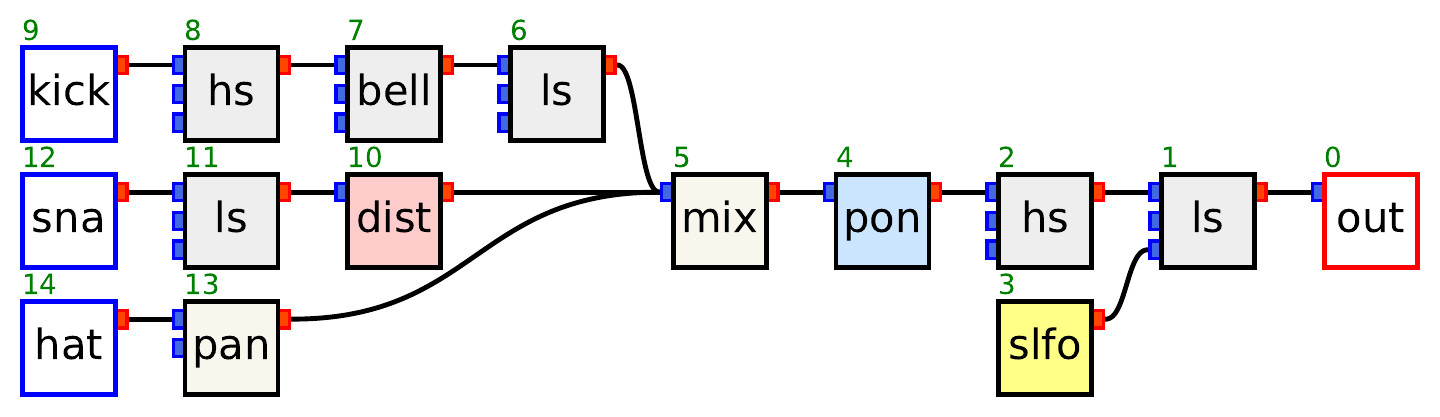 9 8 7 6
kick hs bell ls
12 11 10 5 4 2 1 0
sna ls dist mix pon hs ls out
14 13 3
hat pan slfo